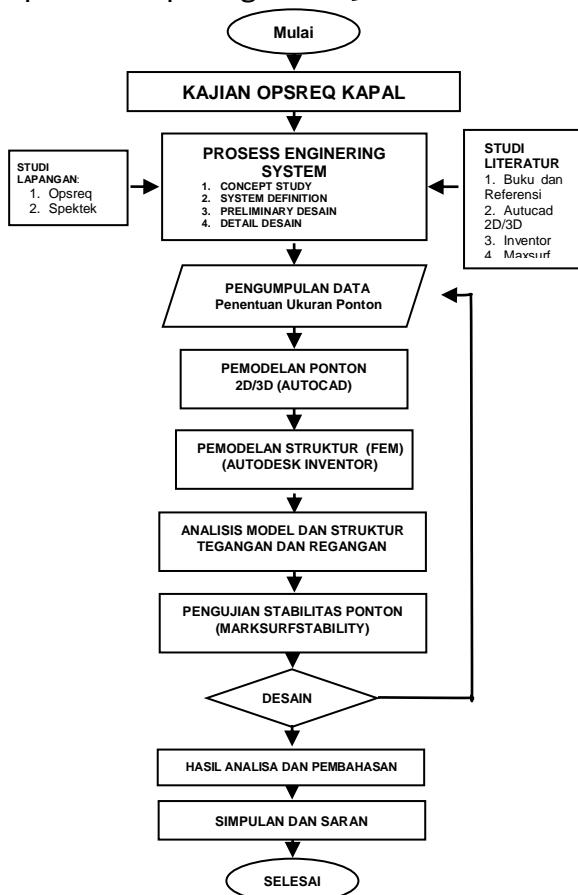 Mulai
KAJIAN OPSREQ KAPAL
STUDI
LAPANGAN:
1. Opsreq
2. Spektek
PROSESS ENGINERING
SYSTEM
1. CONCEPT STUDY
2. SYSTEM DEFINITION
3. PRELIMINARY DESAIN
4. DETAIL DESAIN
STUDI
LITERATUR
1. Buku dan
Referensi
2. Autucad
2D/3D
3. Inventor
4. Maxsurf
PENGUMPULAN DATA
Penentuan Ukuran Ponton
PEMODELAN PONTON
2D/3D (AUTOCAD)
PEMODELAN STRUKTUR (FEM)
(AUTODESK INVENTOR)
ANALISIS MODEL DAN STRUKTUR
TEGANGAN DAN REGANGAN
PENGUJIAN STABILITAS PONTON
(MARKSURFSTABILITY)
DESAIN
HASIL ANALISA DAN PEMBAHASAN
SIMPULAN DAN SARAN
SELESAI